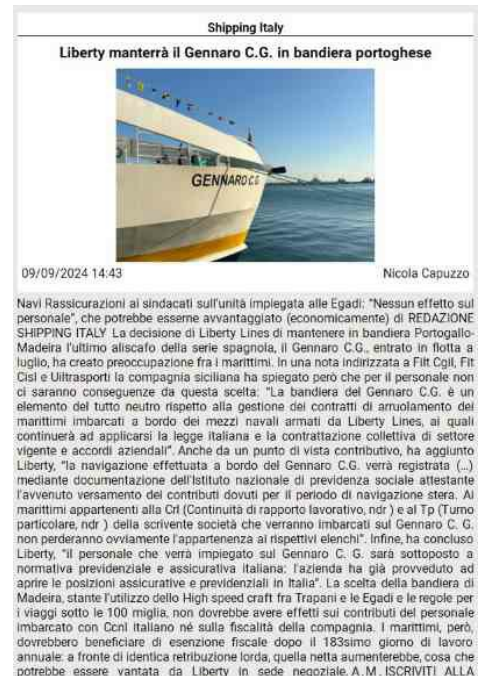 Shipping Italy
Liberty manterrà il Gennaro C.G. in bandiera portoghese
GENNARO C.G
09/09/2024 14:43
Nicola Capuzzo
Navi Rassicurazioni ai sindacati sull'unità impiegata alle Egadi: "Nessun effetto sul
personale", che potrebbe esserne avvantaggiato (economicamente) di REDAZIONE
SHIPPING ITALY La decisione di Liberty Lines di mantenere in bandiera Portogallo-
Madeira l'ultimo aliscafo della serie spagnola, il Gennaro C.G., entrato in flotta a
luglio, ha creato preoccupazione fra i marittimi. In una nota indirizzata a Filt Cgil, Fit
Cisl e Uiltrasporti la compagnia siciliana ha spiegato però che per il personale non
ci saranno conseguenze da questa scelta: "La bandiera del Gennaro C.G. è un
elemento del tutto neutro rispetto alla gestione dei contratti di arruolamento dei
marittimi imbarcati a bordo dei mezzi navali armati da Liberty Lines, ai quali
continuerà ad applicarsi la legge italiana e la contrattazione collettiva di settore
vigente e accordi aziendali". Anche da un punto di vista contributivo, ha aggiunto
Liberty, "la navigazione effettuata a bordo del Gennaro C.G. verrà registrata (...)
mediante documentazione dell'Istituto nazionale di previdenza sociale attestante
l'avvenuto versamento dei contributi dovuti per il periodo di navigazione stera. Ai
marittimi appartenenti alla Crl (Continuità di rapporto lavorativo, ndr ) e al Tp (Turno
particolare, ndr ) della scrivente società che verranno imbarcati sul Gennaro C. G.
non perderanno ovviamente l'appartenenza ai rispettivi elenchi". Infine, ha concluso
Liberty, "il personale che verrà impiegato sul Gennaro C. G. sarà sottoposto a
normativa previdenziale e assicurativa italiana: l'azienda ha già provveduto ad
aprire le posizioni assicurative e previdenziali in Italia". La scelta della bandiera di
Madeira, stante l'utilizzo dello High speed craft fra Trapani e le Egadi e le regole per
i viaggi sotto le 100 miglia, non dovrebbe avere effetti sui contributi del personale
imbarcato con Ccnl italiano né sulla fiscalità della compagnia. I marittimi, però,
dovrebbero beneficiare di esenzione fiscale dopo il 183simo giorno di lavoro
annuale: a fronte di identica retribuzione lorda, quella netta aumenterebbe, cosa che
potrebbe essere vantata da Liberty in sede negoziale. A.M. ISCRIVITI ALLA